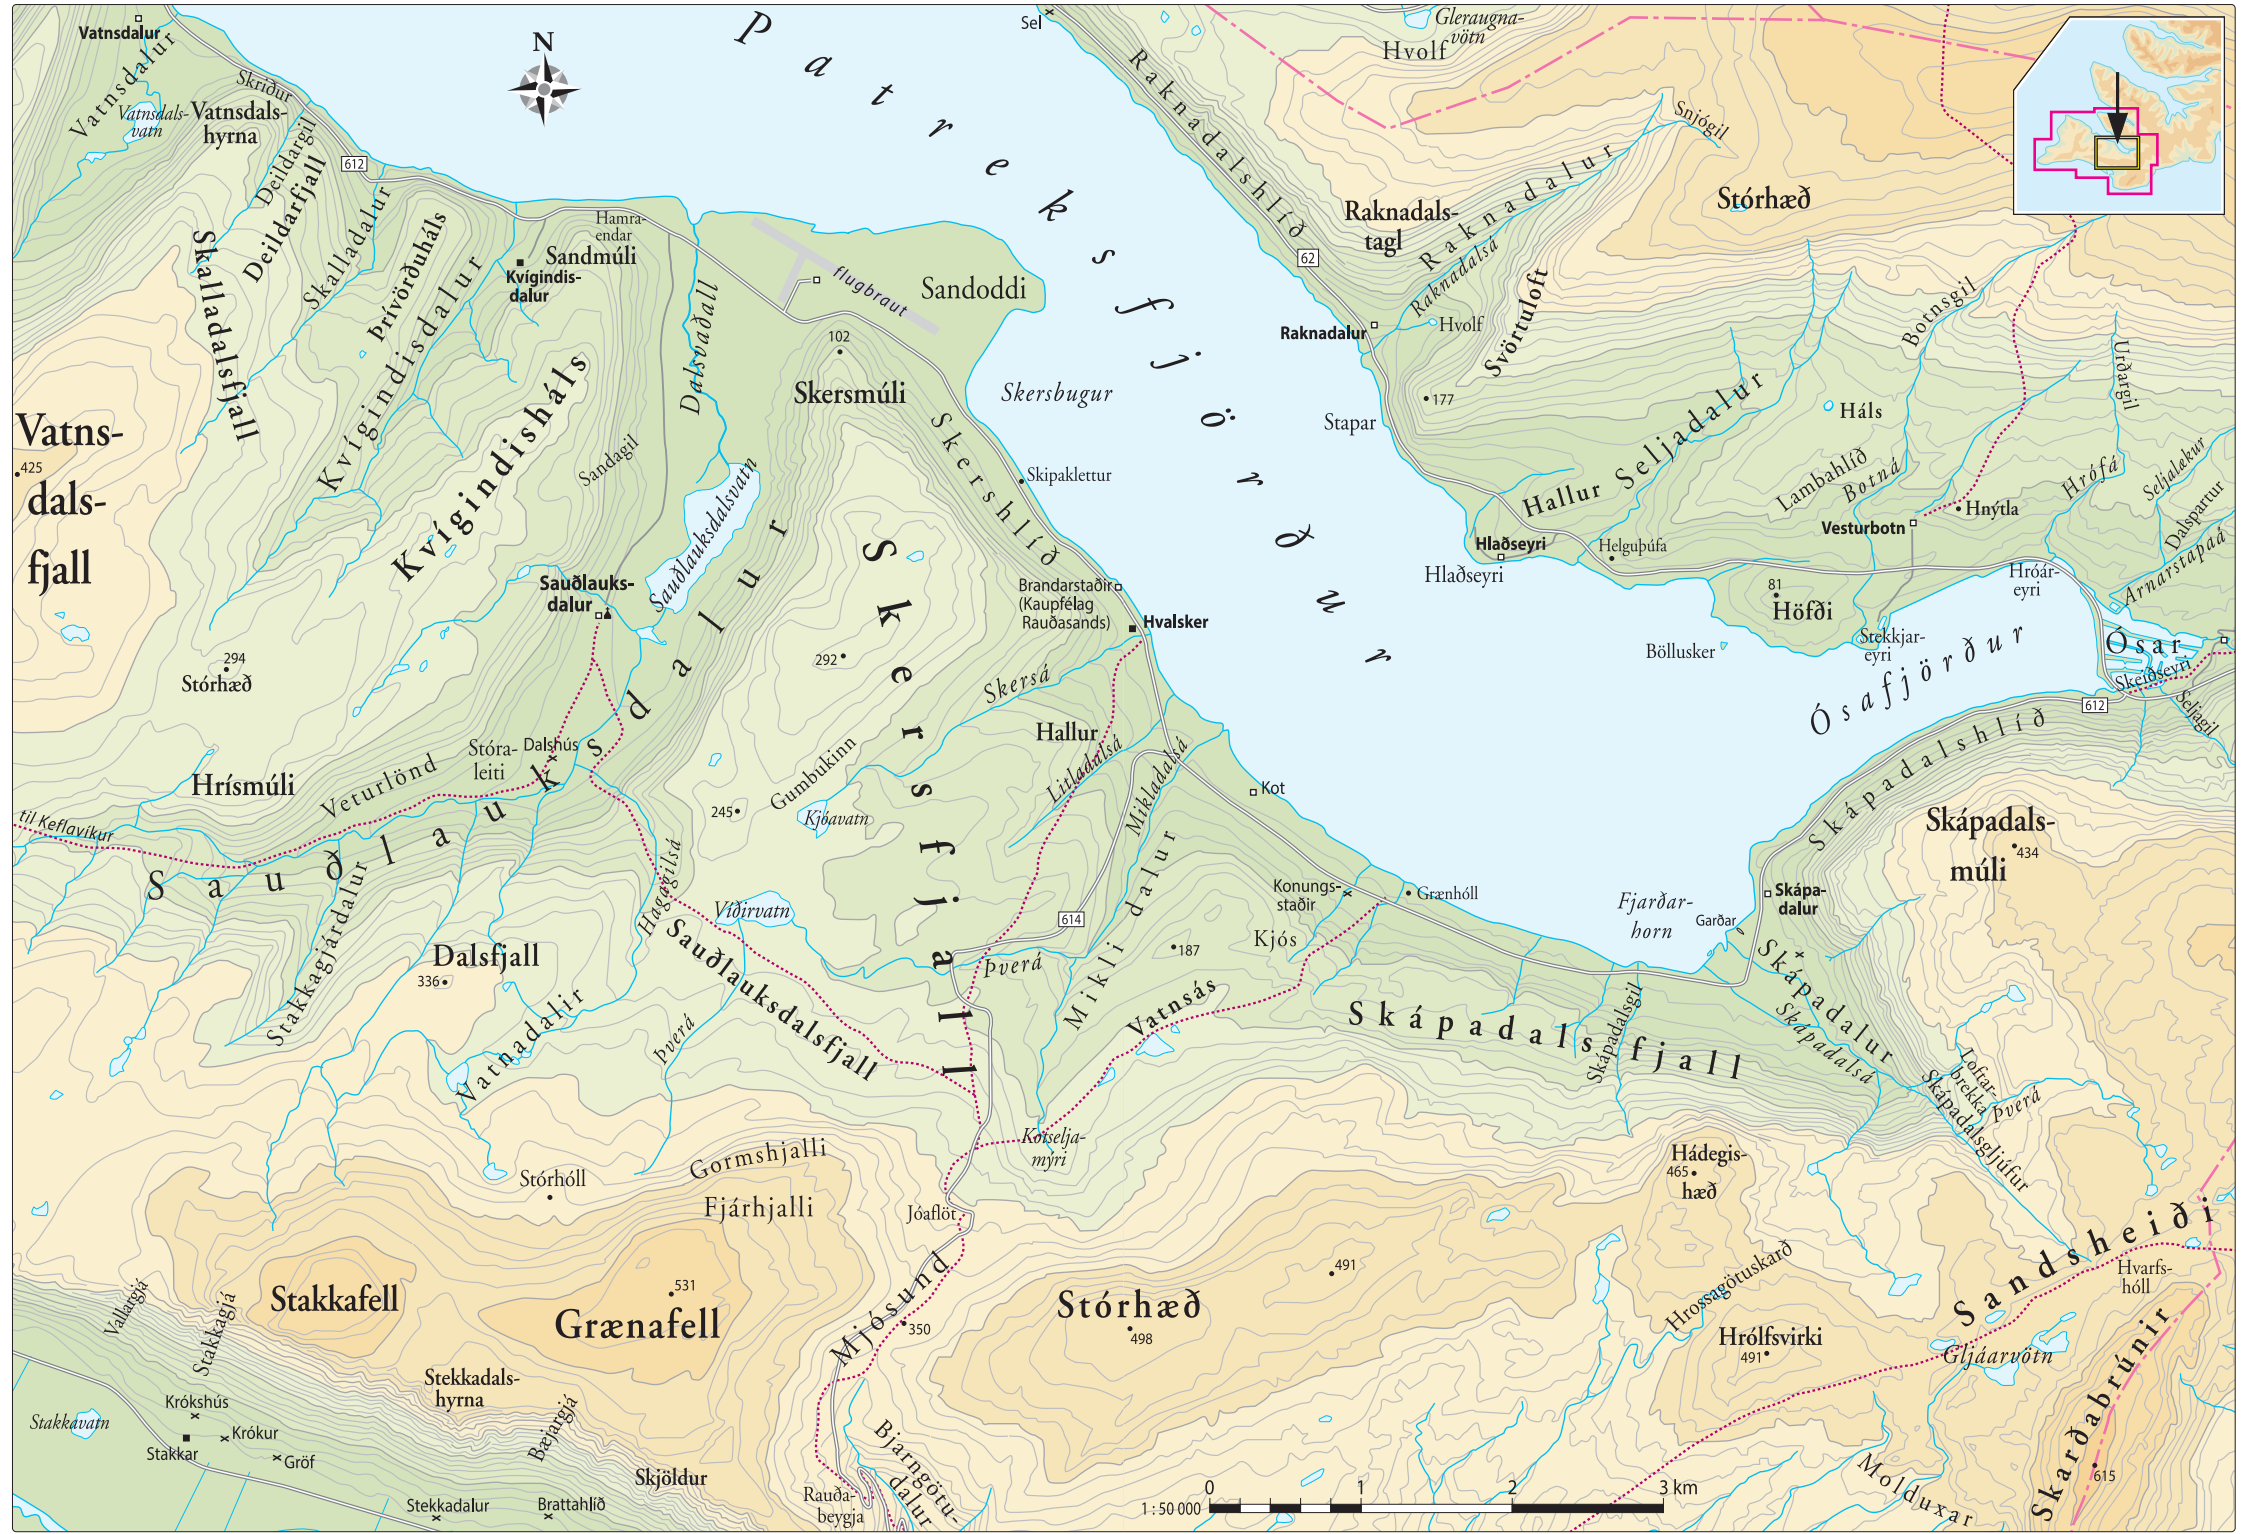 Patreksfjörður
Sel
Gleraugna-
vötn
Hvolf
Vatnsdalur
Vatnsdalur
Skriður
Vatnsdals-
vatn
Vatnsdals-
hyrna
N
Raknadalshlíð
Snjógil
Deildargil
Deildarfjall
612
Skalladalur
Skalladalsfjall
Þrívörðuháls
Hamra-
endar
Sandmúli
Kvígindis-
dalur
Kvígindisdalur
Dalsvaðall
flugbraut
Sandoddi
Raknadals-
tagl
Raknadalur
Raknadalsá
Stórhæð
62
Hvolf
Raknadalur
Svörtuloft
Botnsgil
Urðargil
102
Skersmúli
Skersbugur
177
Stapar
Hallur
Seljadalur
Háls
Lambahlíð
Botná
Hrófá
Seljalækur
Dalspartur
Arnarstapaá
Vatns-
dals-
fjall
425
Kvígindisháls
Sandagil
Skershlíð
Skipaklettur
Hnýtla
Vesturbotn
Hlaðseyri
Helguþúfa
Hlaðseyri
Sauðlauksdalsvatn
Sauðlauks-
dalur
Brandarstaðir
(Kaupfélag
Rauðasands)
Hvalsker
81
Höfði
Hróar-
eyri
Stekkjar-
eyri
Böllusker
Ósafjörður
Ósar
Skeiðseyri
Seljagil
612
294
Stórhæð
292
Skersfjall
Skersá
Hallur
Litladalsá
Mikladalsá
Hrísmúli
Veturlönd
Stóra-
leiti
Dalshús
Sauðlauksdalur
til Keflavíkur
245
Gumbukinn
Kjóavatn
Kot
Skápadalshlíð
Skápadals-
múli
434
Stakkagjárdalur
Hagagilsá
Víðirvatn
Mikli
dalur
614
Konungs-
staðir
Grænhóll
Fjarðar-
horn
Garðar
Skápa-
dalur
Dalsfjall
336
Sauðlauksdalsfjall
Þverá
187
Kjós
Vatnsás
Skápadalsfjall
Skápadalsgil
Skápadalur
Skápadalsá
Vatnadalir
Þverá
Loftar-
brekka
Þverá
Skápadalsgljúfur
Kotselja-
mýri
Gormshjalli
Fjárhjalli
Stórhóll
Jóaflöt
Hádegis-
465
hæð
Sandsheiði
Hvarfs-
hóll
Vallargjá
Stakkagjá
Stakkafell
531
Grænafell
Mjósund
350
491
Stórhæð
498
Hrossagötuskarð
Hrólfsvirki
491
Gljáarvötn
Skarðabrúnir
615
Molduxar
Stakkavatn
Krókshús
Krókur
Stakkar
Gröf
Stekkadals-
hyrna
Bæjargjá
Skjöldur
Stekkadalur
Brattahlíð
Rauða-
beygja
Bjarngötu-
dalur
0 1 2 3 km
1:50 000